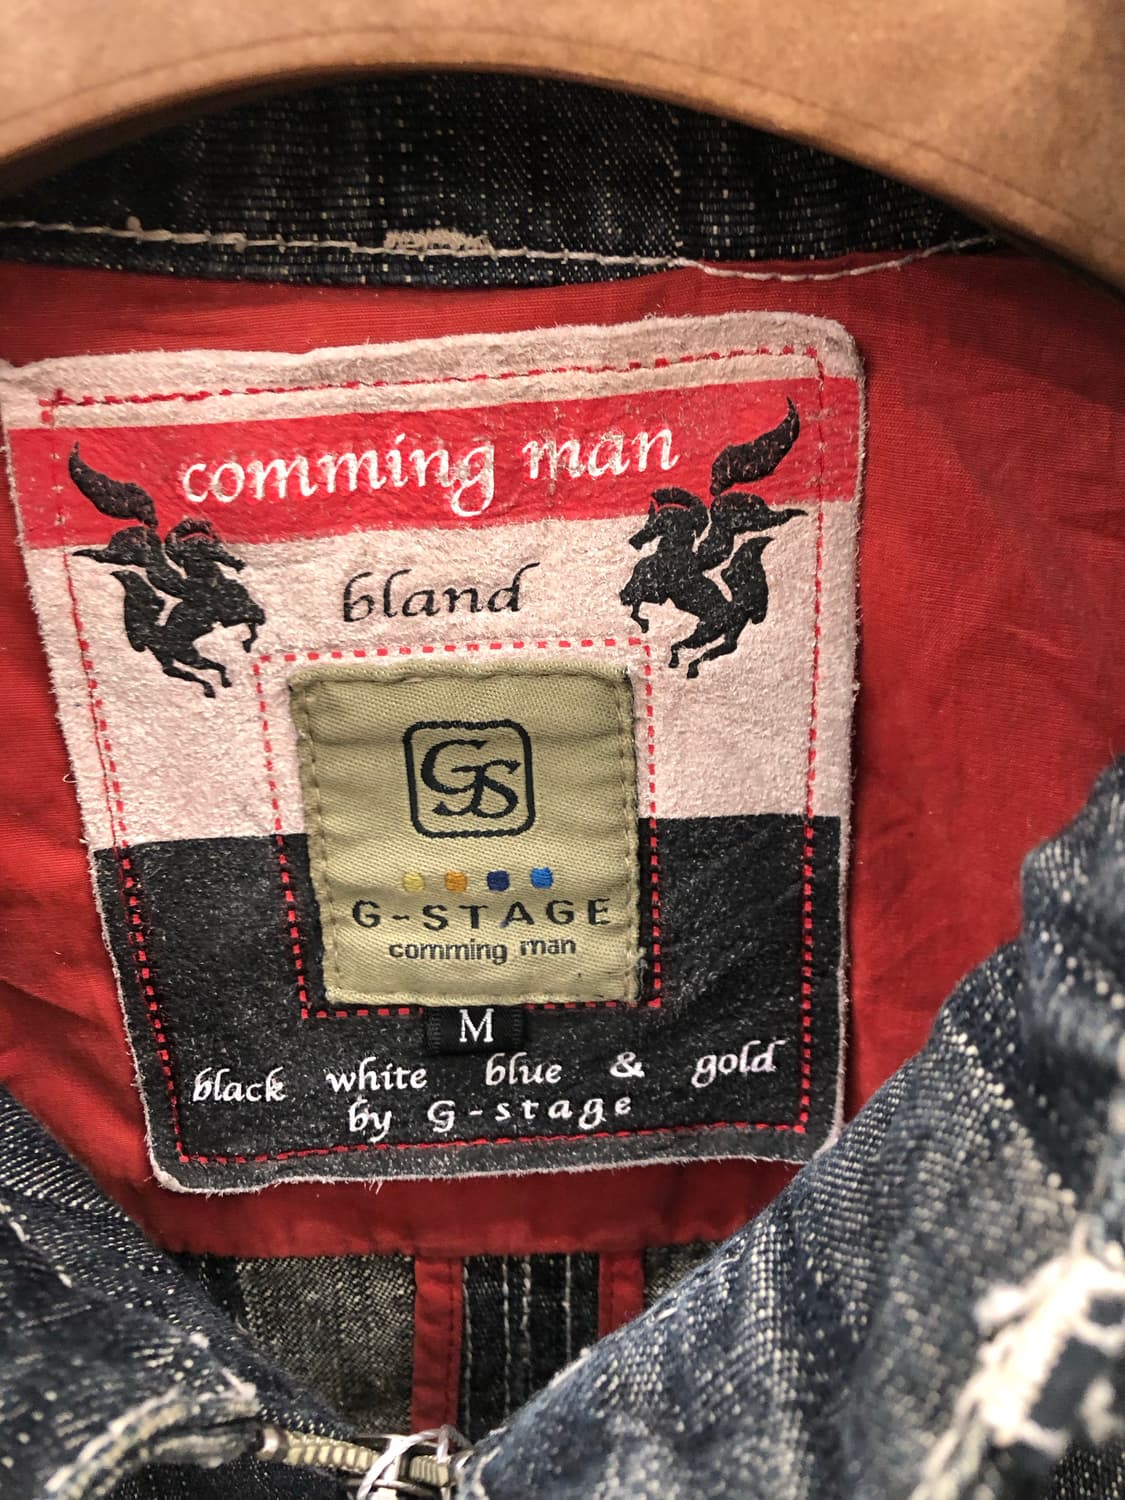 comming man
bland
GS
G-STAGE
comming man
M
black white blue & gold
by G-stage